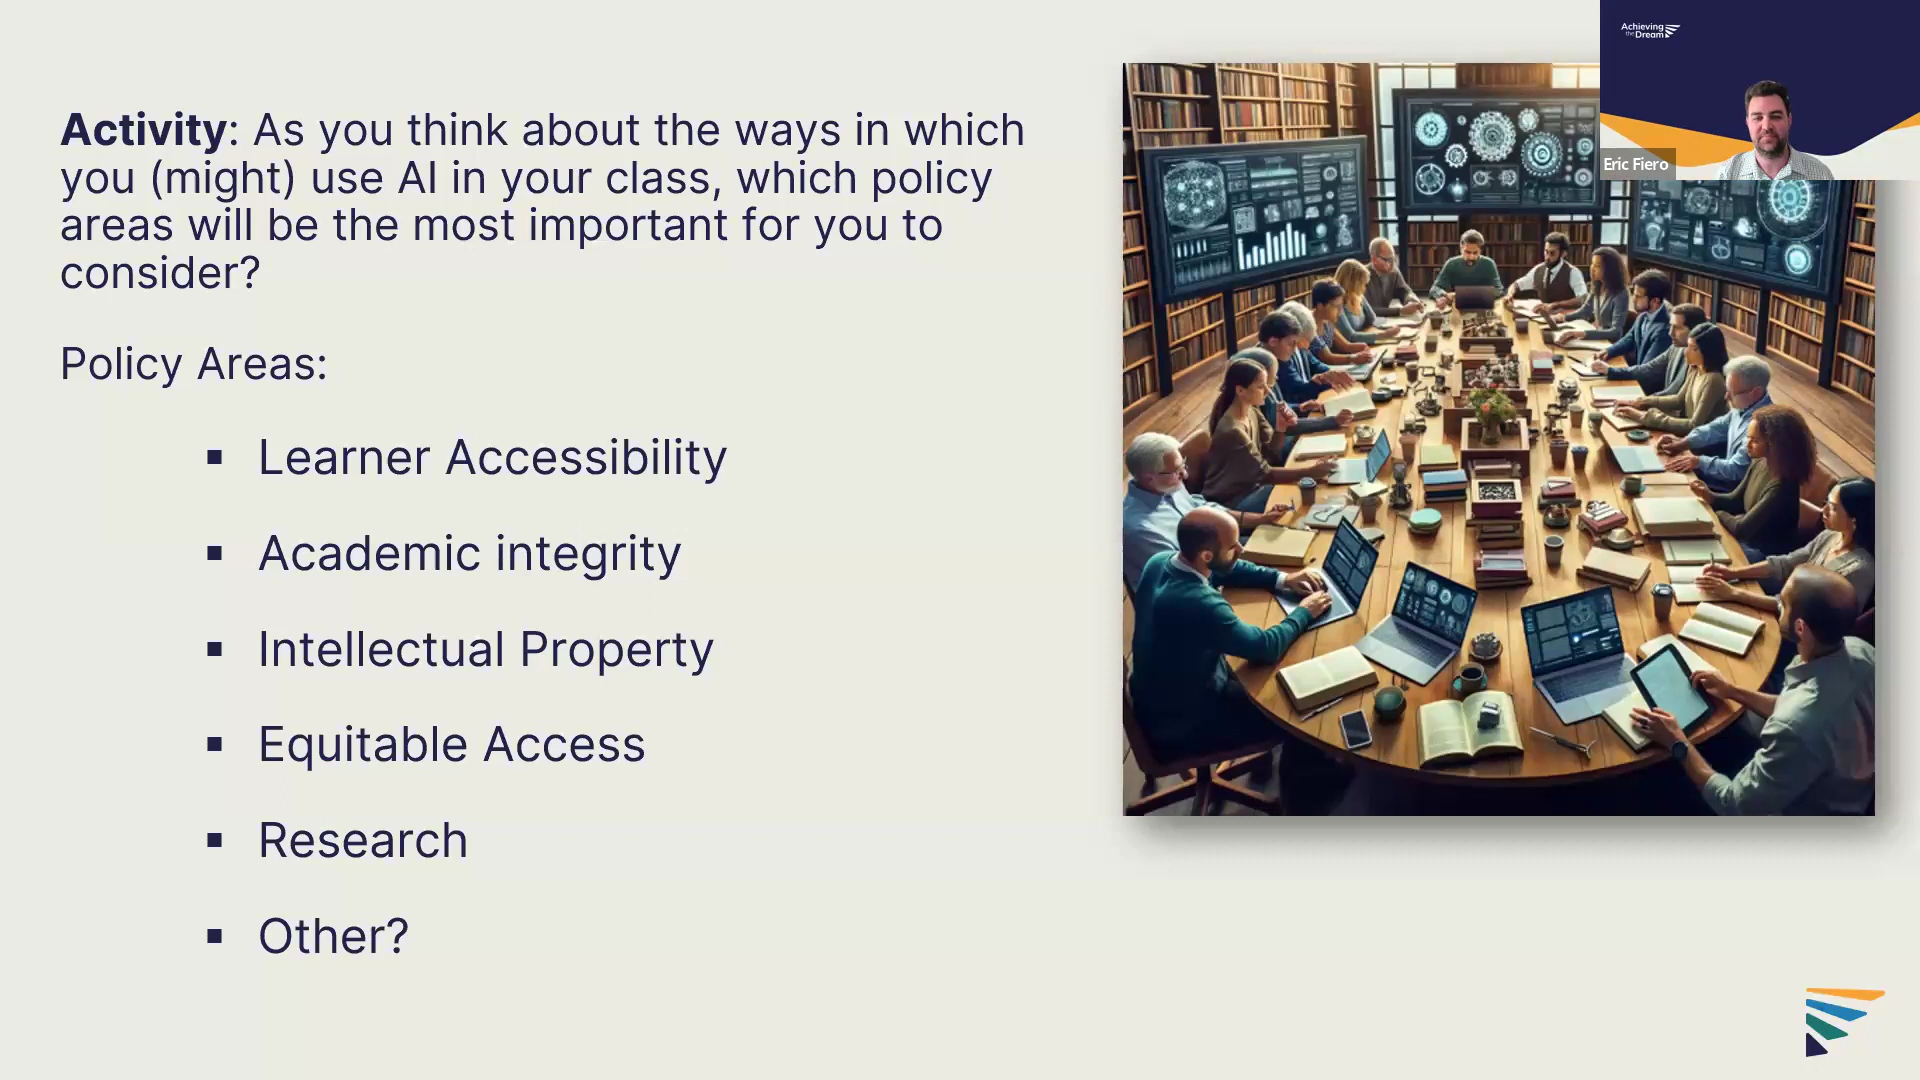 Activity: As you think about the ways in which
you (might) use AI in your class, which policy
areas will be the most important for you to
consider?
Policy Areas:
▪ Learner Accessibility
▪ Academic integrity
▪ Intellectual Property
▪ Equitable Access
▪ Research
▪ Other?
Achieving
the Dream
Eric Fiero